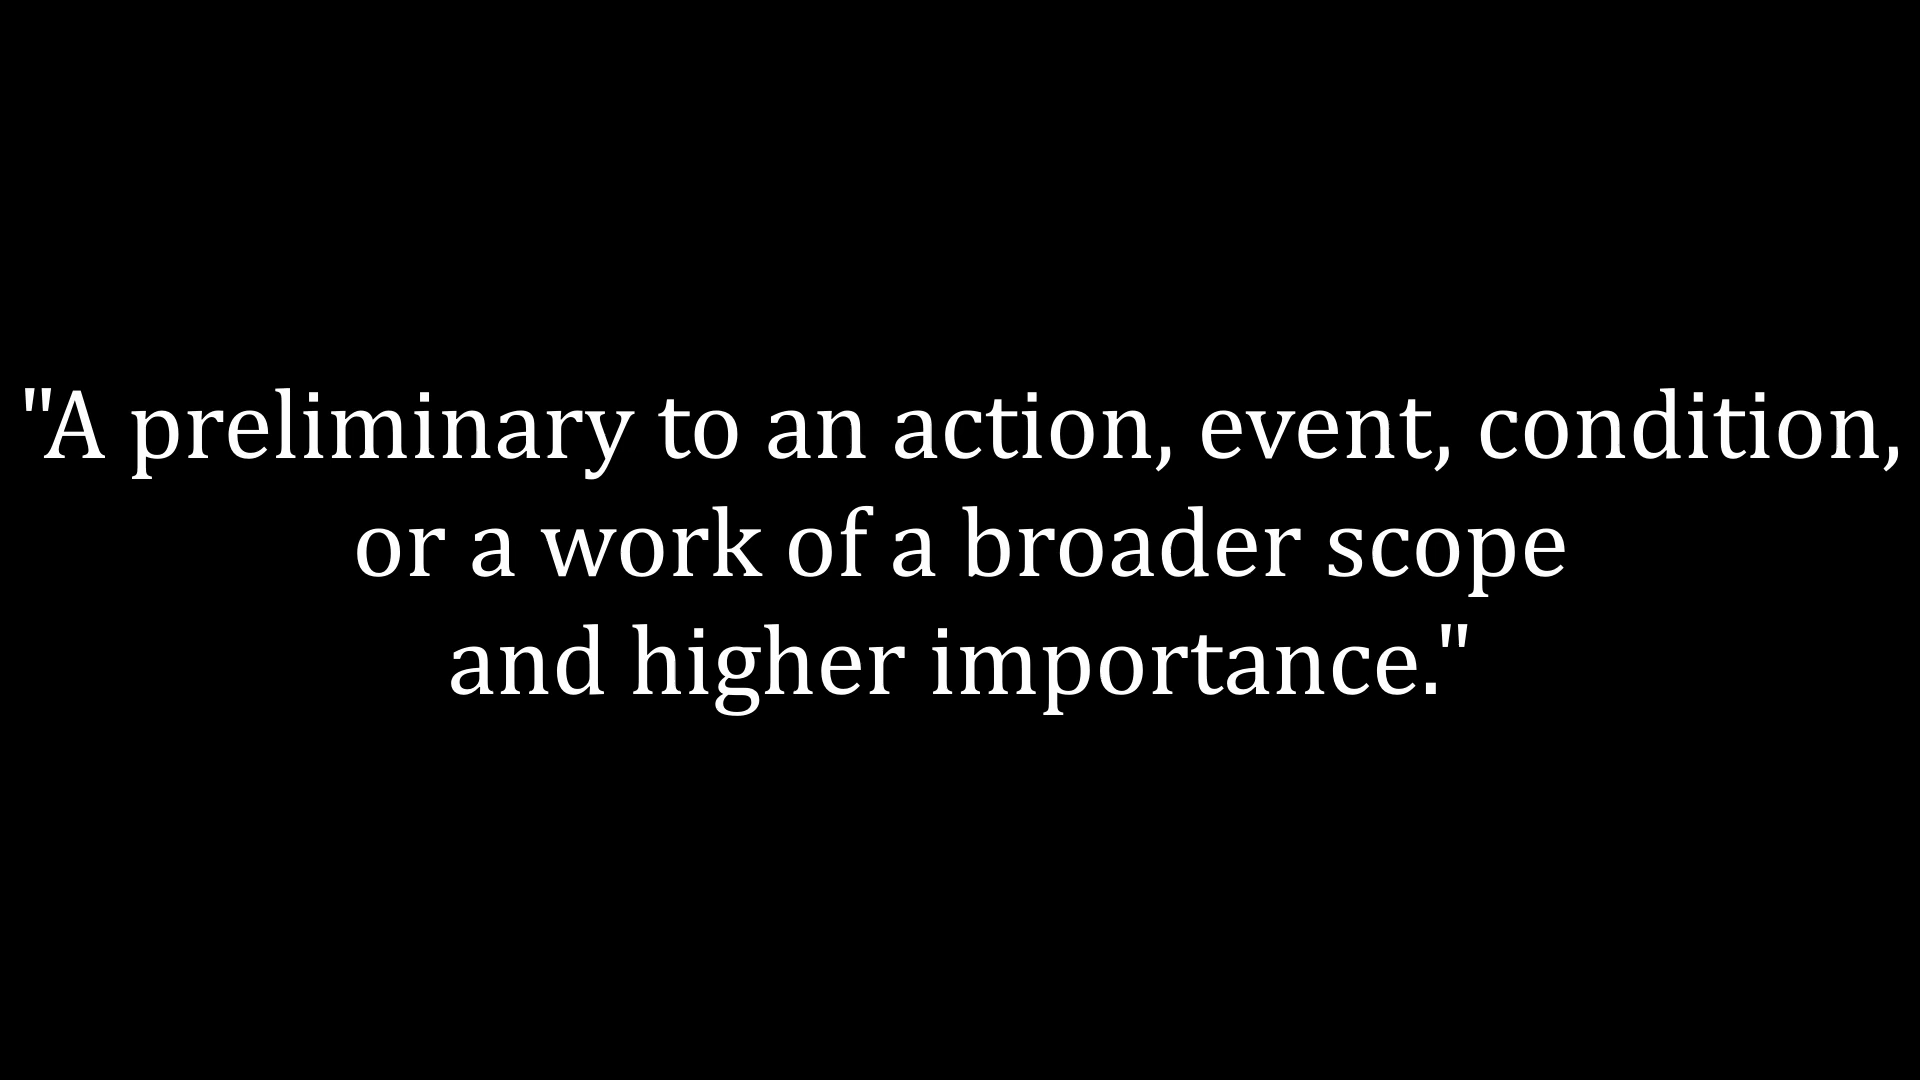 "A preliminary to an action, event, condition,
or a work of a broader scope
and higher importance."